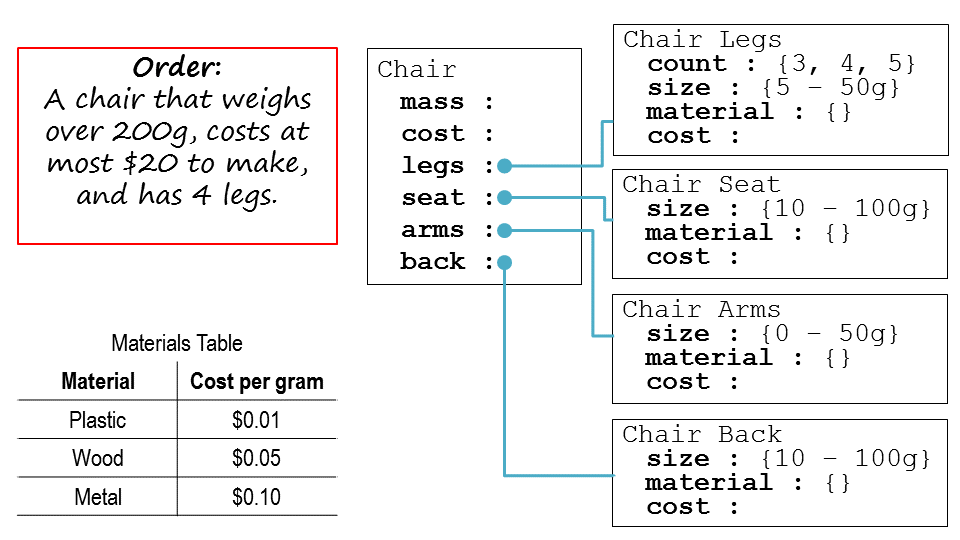 Order:
A chair that weighs
over 200g, costs at
most $20 to make,
and has 4 legs.
Materials Table
Material Cost per gram
Plastic $0.01
Wood $0.05
Metal $0.10
Chair
mass :
cost :
legs :
seat :
arms :
back :
Chair Legs
count : {3, 4, 5}
size : {5 – 50g}
material : {}
cost :
Chair Seat
size : {10 – 100g}
material : {}
cost :
Chair Arms
size : {0 – 50g}
material : {}
cost :
Chair Back
size : {10 – 100g}
material : {}
cost :